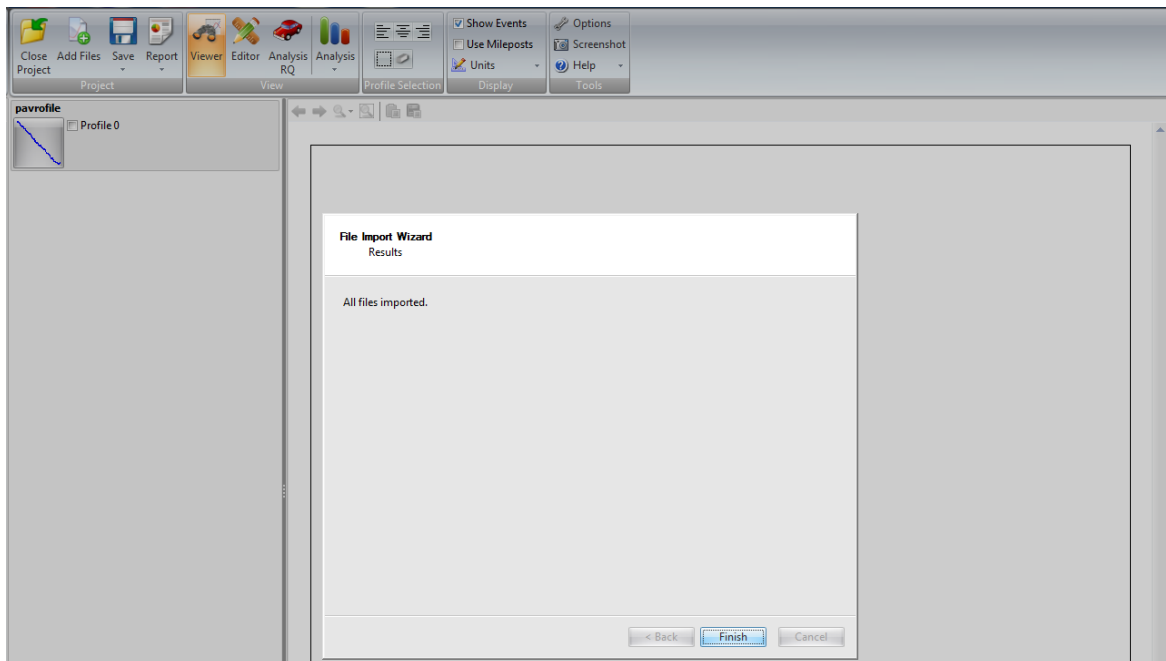 Close Project
Add Files
Save
Report
Viewer
Editor
Analysis RQ
Analysis
Show Events
Use Mileposts
Units
Options
Screenshot
Help
Project
View
Profile Selection
Display
Tools
pavrofile
Profile 0
File Import Wizard
Results
All files imported.
< Back
Finish
Cancel